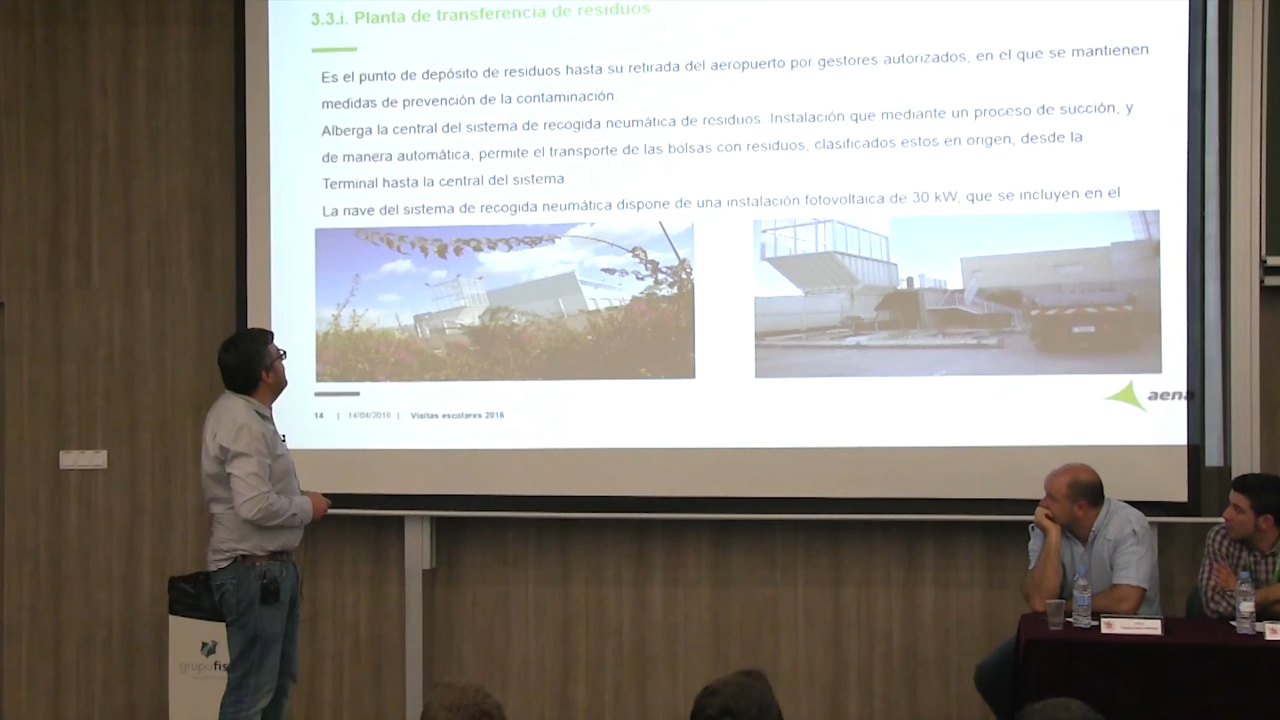 3.3.i. Planta de transferencia de residuos
Es el punto de depósito de residuos hasta su retirada del aeropuerto por gestores autorizados, en el que se mantienen
medidas de prevención de la contaminación.
Alberga la central del sistema de recogida neumática de residuos. Instalación que mediante un proceso de succión, y
de manera automática, permite el transporte de las bolsas con residuos, clasificados estos en origen, desde la
Terminal hasta la central del sistema
La nave del sistema de recogida neumática dispone de una instalación fotovoltaica de 30 kW, que se incluyen en el
aena
14 | 14/04/2016 | Visitas escolares 2016
grupofis